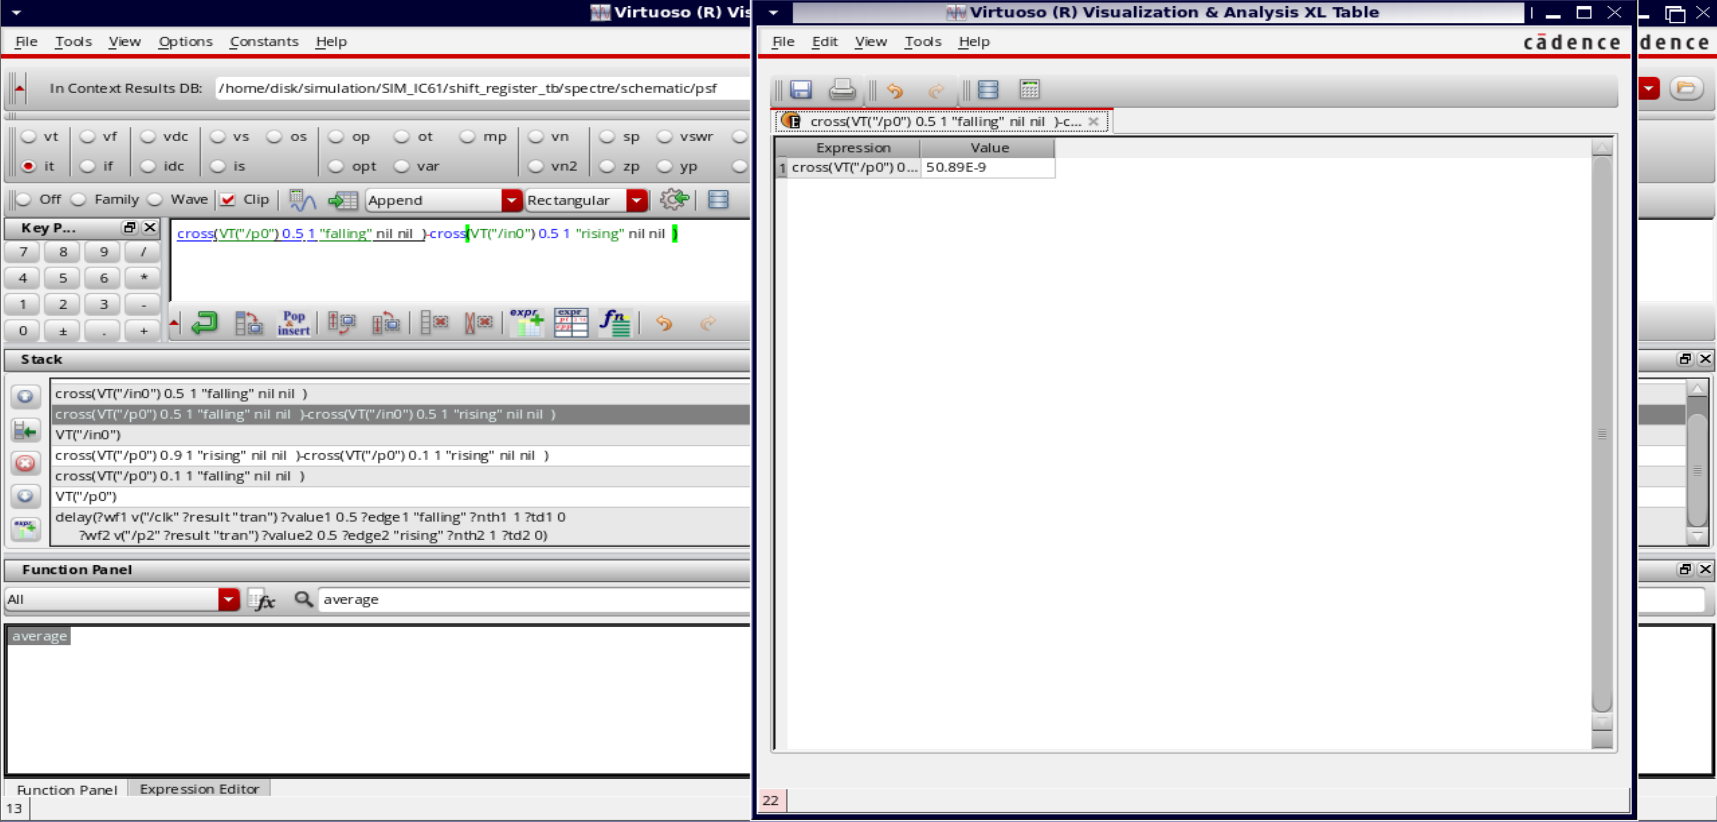 Virtuoso (R) Vis
File Tools View Options Constants Help
dence
In Context Results DB: /home/disk/simulation/SIM_IC61/shift_register_tb/spectre/schematic/psf
vt vf vdc vs os op ot mp vn sp vswr
it if idc is opt var vn2 zp yp
Off Family Wave Clip Append Rectangular
Key P...
7 8 9 /
4 5 6 *
1 2 3 -
0 ± . +
cross(VT("/p0") 0.5 1 "falling" nil nil )-cross(VT("/in0") 0.5 1 "rising" nil nil )
Pop & insert
expr
expr
fn
Stack
cross(VT("/in0") 0.5 1 "falling" nil nil )
cross(VT("/p0") 0.5 1 "falling" nil nil )-cross(VT("/in0") 0.5 1 "rising" nil nil )
VT("/in0")
cross(VT("/p0") 0.9 1 "rising" nil nil )-cross(VT("/p0") 0.1 1 "rising" nil nil )
cross(VT("/p0") 0.1 1 "falling" nil nil )
VT("/p0")
delay(?wf1 v("/clk" ?result "tran") ?value1 0.5 ?edge1 "falling" ?nth1 1 ?td1 0
?wf2 v("/p2" ?result "tran") ?value2 0.5 ?edge2 "rising" ?nth2 1 ?td2 0)
expr
Function Panel
All fx average
average
Function Panel Expression Editor
13
Virtuoso (R) Visualization & Analysis XL Table
File Edit View Tools Help
cādence
E cross(VT("/p0") 0.5 1 "falling" nil nil )-c...
Expression Value
1 cross(VT("/p0") 0... 50.89E-9
22